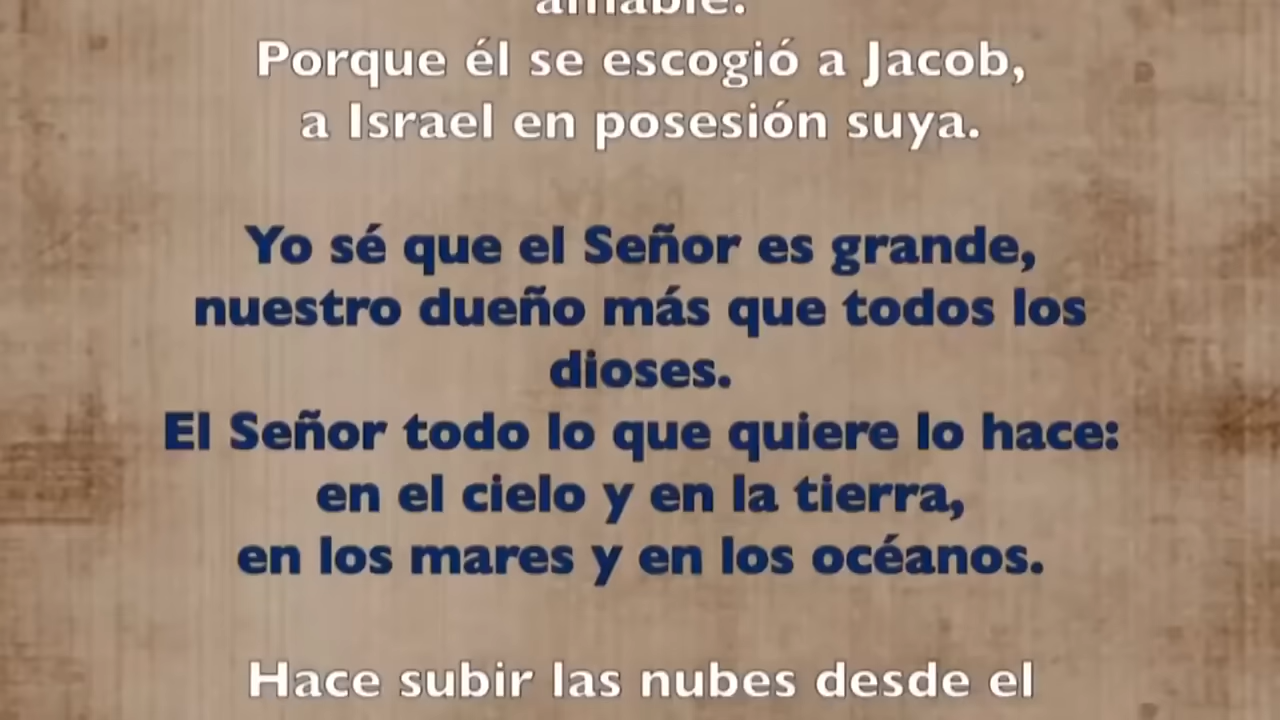 amable.
Porque él se escogió a Jacob,
a Israel en posesión suya.
Yo sé que el Señor es grande,
nuestro dueño más que todos los
dioses.
El Señor todo lo que quiere lo hace:
en el cielo y en la tierra,
en los mares y en los océanos.
Hace subir las nubes desde el